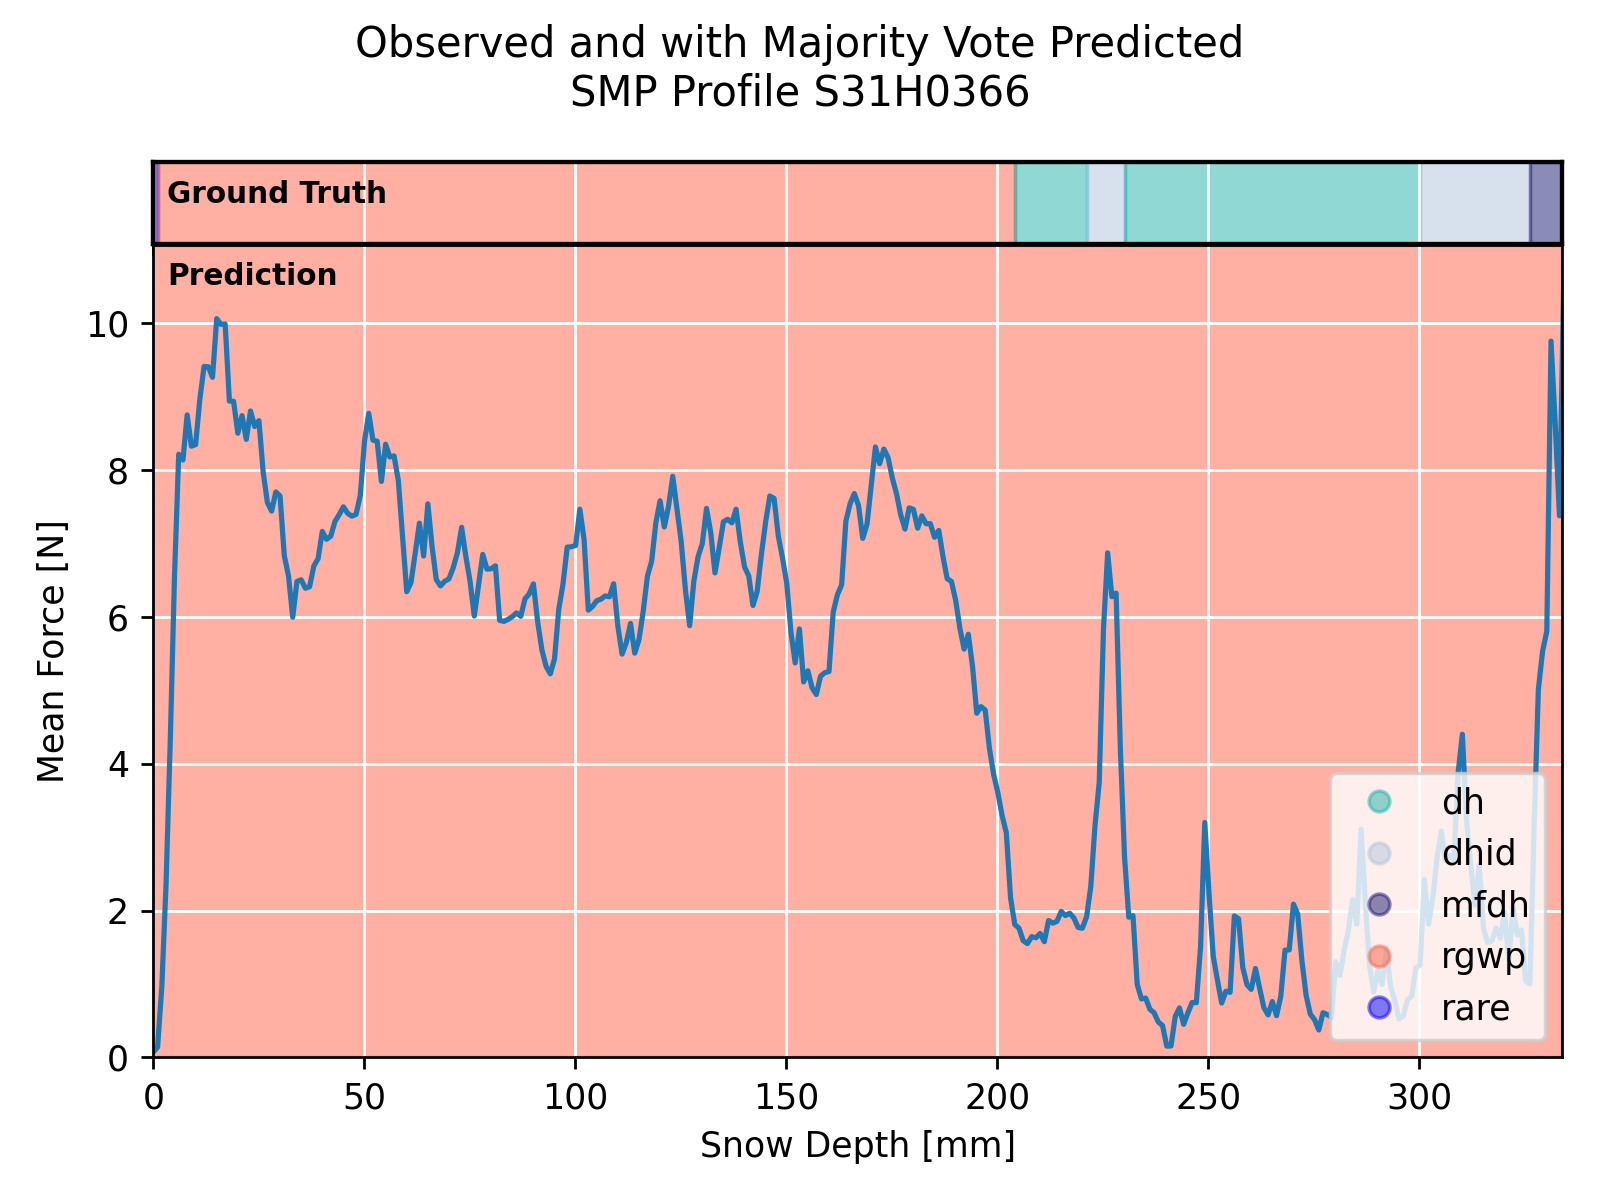 Observed and with Majority Vote Predicted
SMP Profile S31H0366
Ground Truth
Prediction
10
8
6
4
2
0
Mean Force [N]
dh
dhid
mfdh
rgwp
rare
0 50 100 150 200 250 300
Snow Depth [mm]